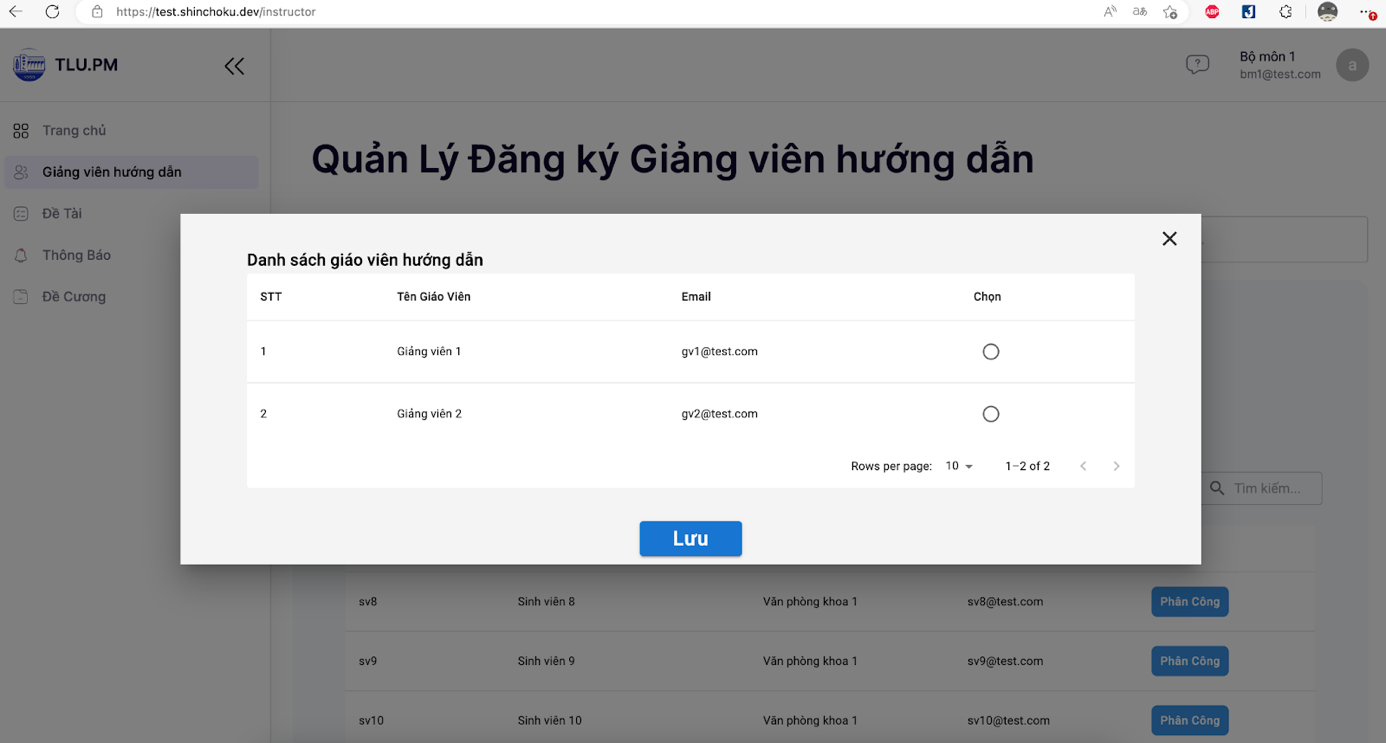 https://test.shinchoku.dev/instructor
TLU.PM
Bộ môn 1
bm1@test.com
a
Trang chủ
Giảng viên hướng dẫn
Đề Tài
Thông Báo
Đề Cương
Quản Lý Đăng ký Giảng viên hướng dẫn
Danh sách giáo viên hướng dẫn
STT Tên Giáo Viên Email Chọn
1 Giảng viên 1 gv1@test.com
2 Giảng viên 2 gv2@test.com
Rows per page: 10 1–2 of 2
Lưu
Tìm kiếm...
sv8 Sinh viên 8 Văn phòng khoa 1 sv8@test.com Phân Công
sv9 Sinh viên 9 Văn phòng khoa 1 sv9@test.com Phân Công
sv10 Sinh viên 10 Văn phòng khoa 1 sv10@test.com Phân Công